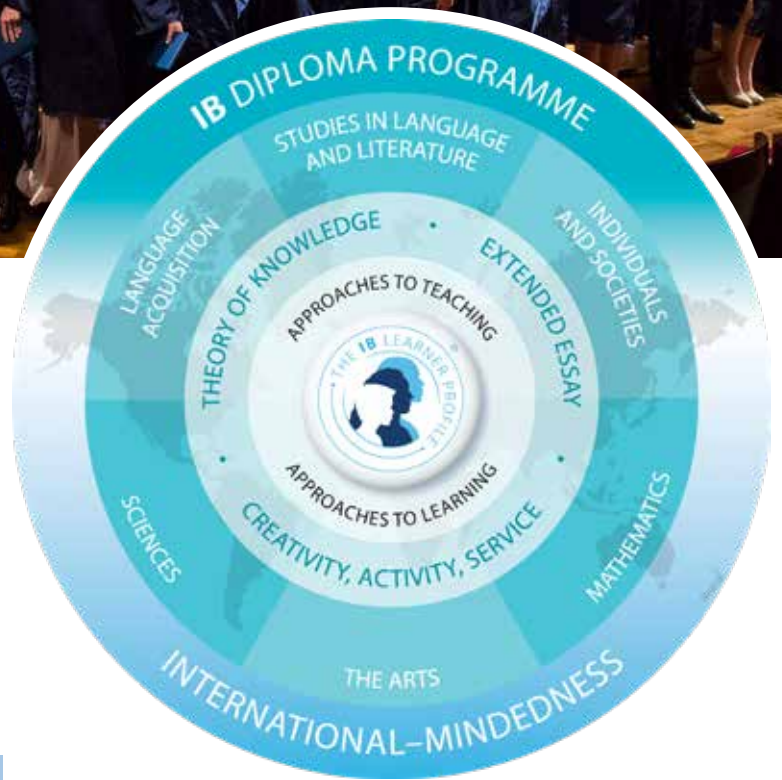 IB DIPLOMA PROGRAMME
STUDIES IN LANGUAGE
AND LITERATURE
LANGUAGE
ACQUISITION
INDIVIDUALS
AND SOCIETIES
THEORY OF KNOWLEDGE
EXTENDED ESSAY
APPROACHES TO TEACHING
THE IB LEARNER PROFILE
APPROACHES TO LEARNING
CREATIVITY, ACTIVITY, SERVICE
SCIENCES
MATHEMATICS
THE ARTS
INTERNATIONAL–MINDEDNESS